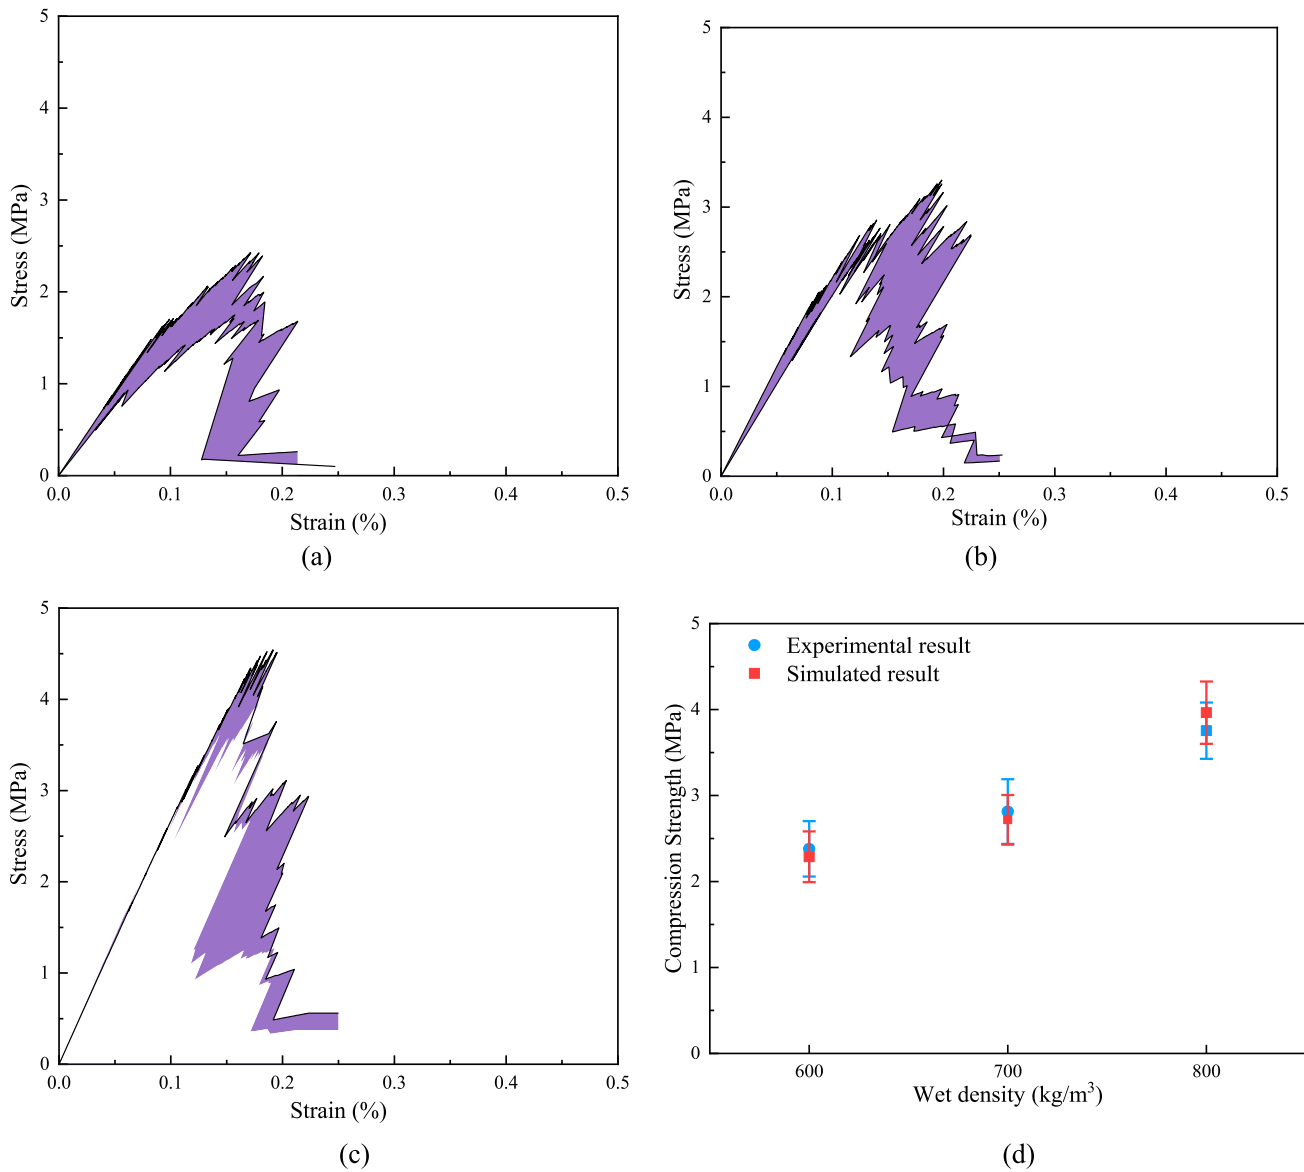 5
4
3
2
1
0
Stress (MPa)
0.0 0.1 0.2 0.3 0.4 0.5
Strain (%)
(a)
5
4
3
2
1
0
Stress (MPa)
0.0 0.1 0.2 0.3 0.4 0.5
Strain (%)
(b)
5
4
3
2
1
0
Stress (MPa)
0.0 0.1 0.2 0.3 0.4 0.5
Strain (%)
(c)
5
4
3
2
1
0
Compression Strength (MPa)
Experimental result
Simulated result
600 700 800
Wet density (kg/m³)
(d)